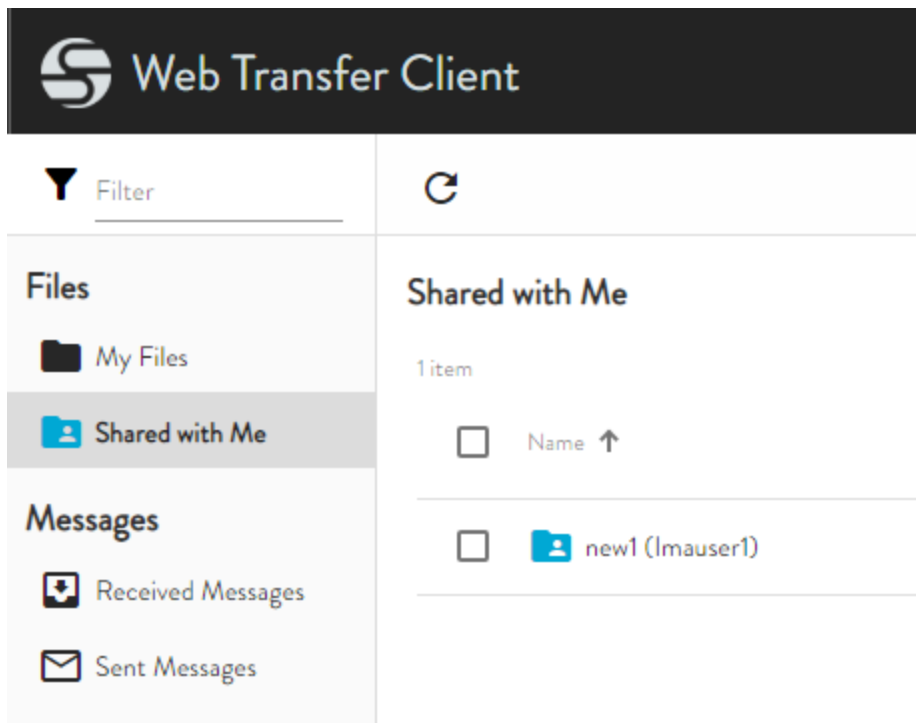 Web Transfer Client
Filter
Files
My Files
Shared with Me
Messages
Received Messages
Sent Messages
Shared with Me
1 item
Name
new1 (lmauser1)